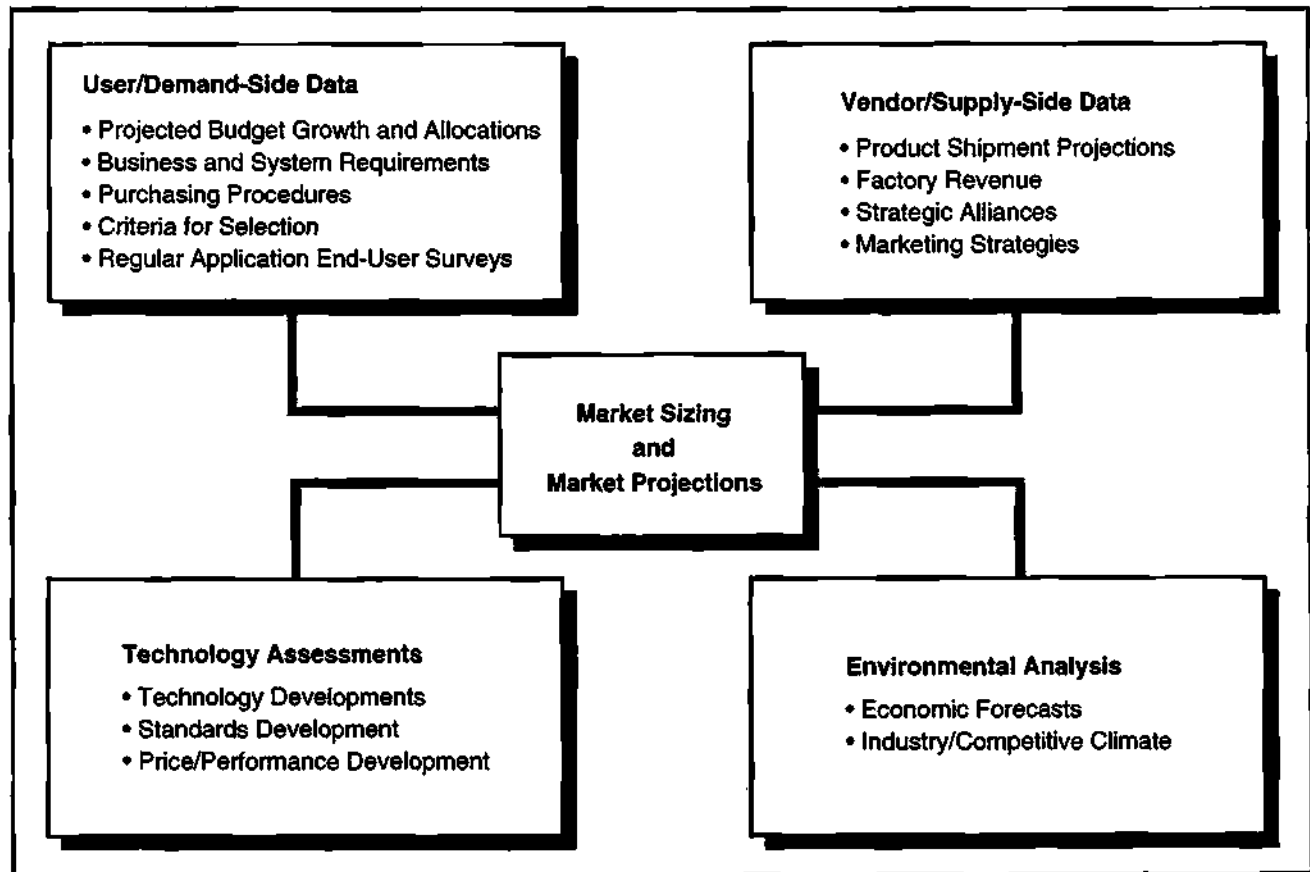 User/Demand-Side Data
• Projected Budget Growth and Allocations
• Business and System Requirements
• Purchasing Procedures
• Criteria for Selection
• Regular Application End-User Surveys
Vendor/Supply-Side Data
• Product Shipment Projections
• Factory Revenue
• Strategic Alliances
• Marketing Strategies
Market Sizing
and
Market Projections
Technology Assessments
• Technology Developments
• Standards Development
• Price/Performance Development
Environmental Analysis
• Economic Forecasts
• Industry/Competitive Climate